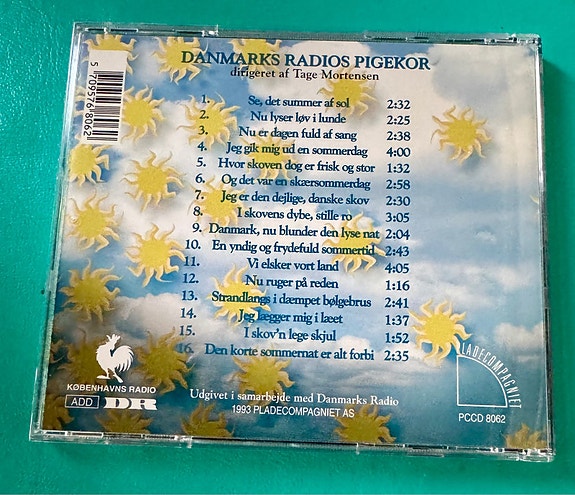 DANMARKS RADIOS PIGEKOR
dirigeret af Tage Mortensen
1. Se, det summer af sol 2:32
2. Nu lyser løv i lunde 2:25
3. Nu er dagen fuld af sang 2:38
4. Jeg gik mig ud en sommerdag 4:00
5. Hvor skoven dog er frisk og stor 1:32
6. Og det var en skærsommerdag 2:58
7. Jeg er den dejlige, danske skov 2:30
8. I skovens dybe, stille ro 3:05
9. Danmark, nu blunder den lyse nat 2:04
10. En yndig og frydefuld sommertid 2:43
11. Vi elsker vort land 4:05
12. Nu ruger på reden 1:16
13. Strandlangs i dæmpet bølgebrus 2:41
14. Jeg lægger mig i læet 1:37
15. I skov'n lege skjul 1:52
16. Den korte sommernat er alt forbi 2:35
Udgivet i samarbejde med Danmarks Radio
1993 PLADECOMPAGNIET AS
KØBENHAVNS RADIO
ADD DR
PLADECOMPAGNIET
PCCD 8062
5 709576 8062